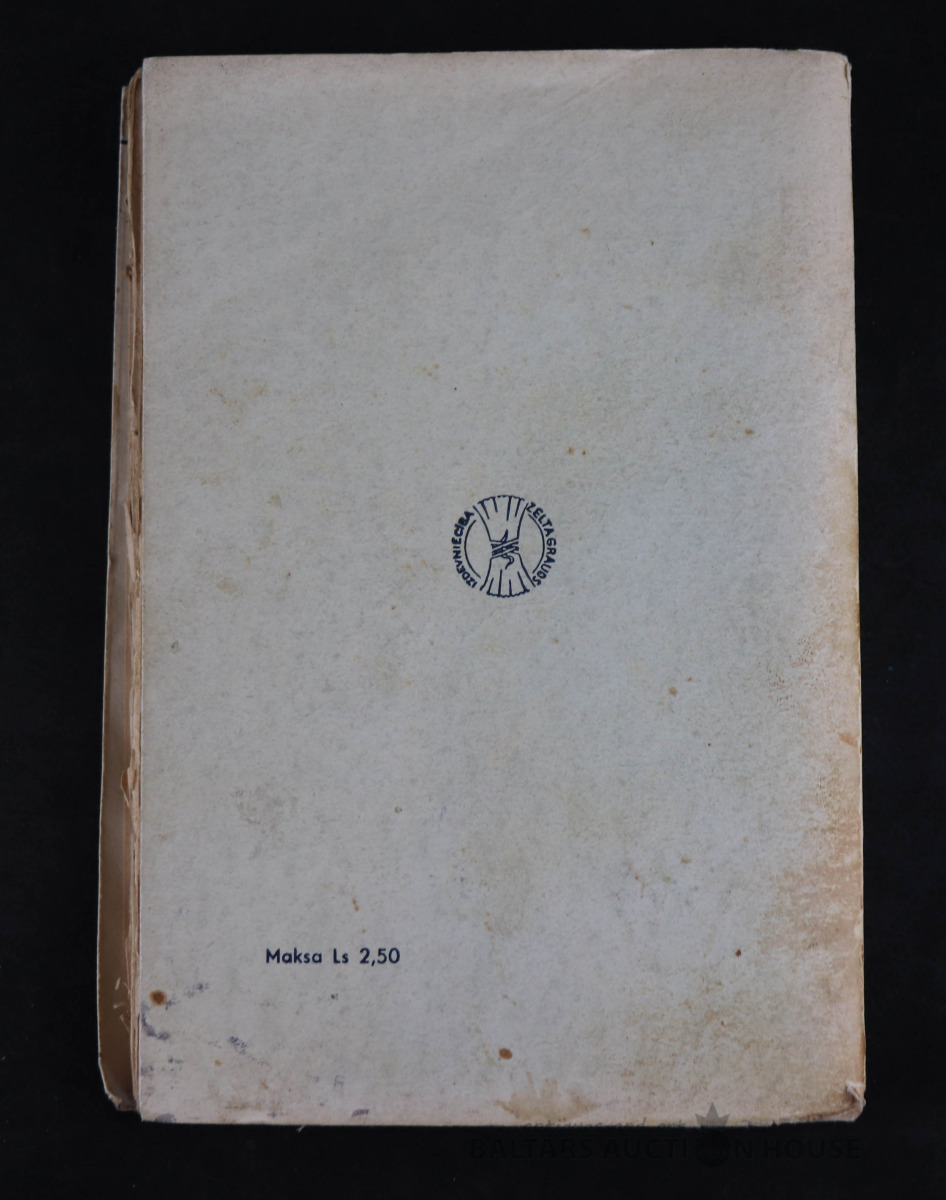 IZDEVNIECĪBA ZELTA GRAUDS
Maksa Ls 2,50
BALTARS AUCTION HOUSE